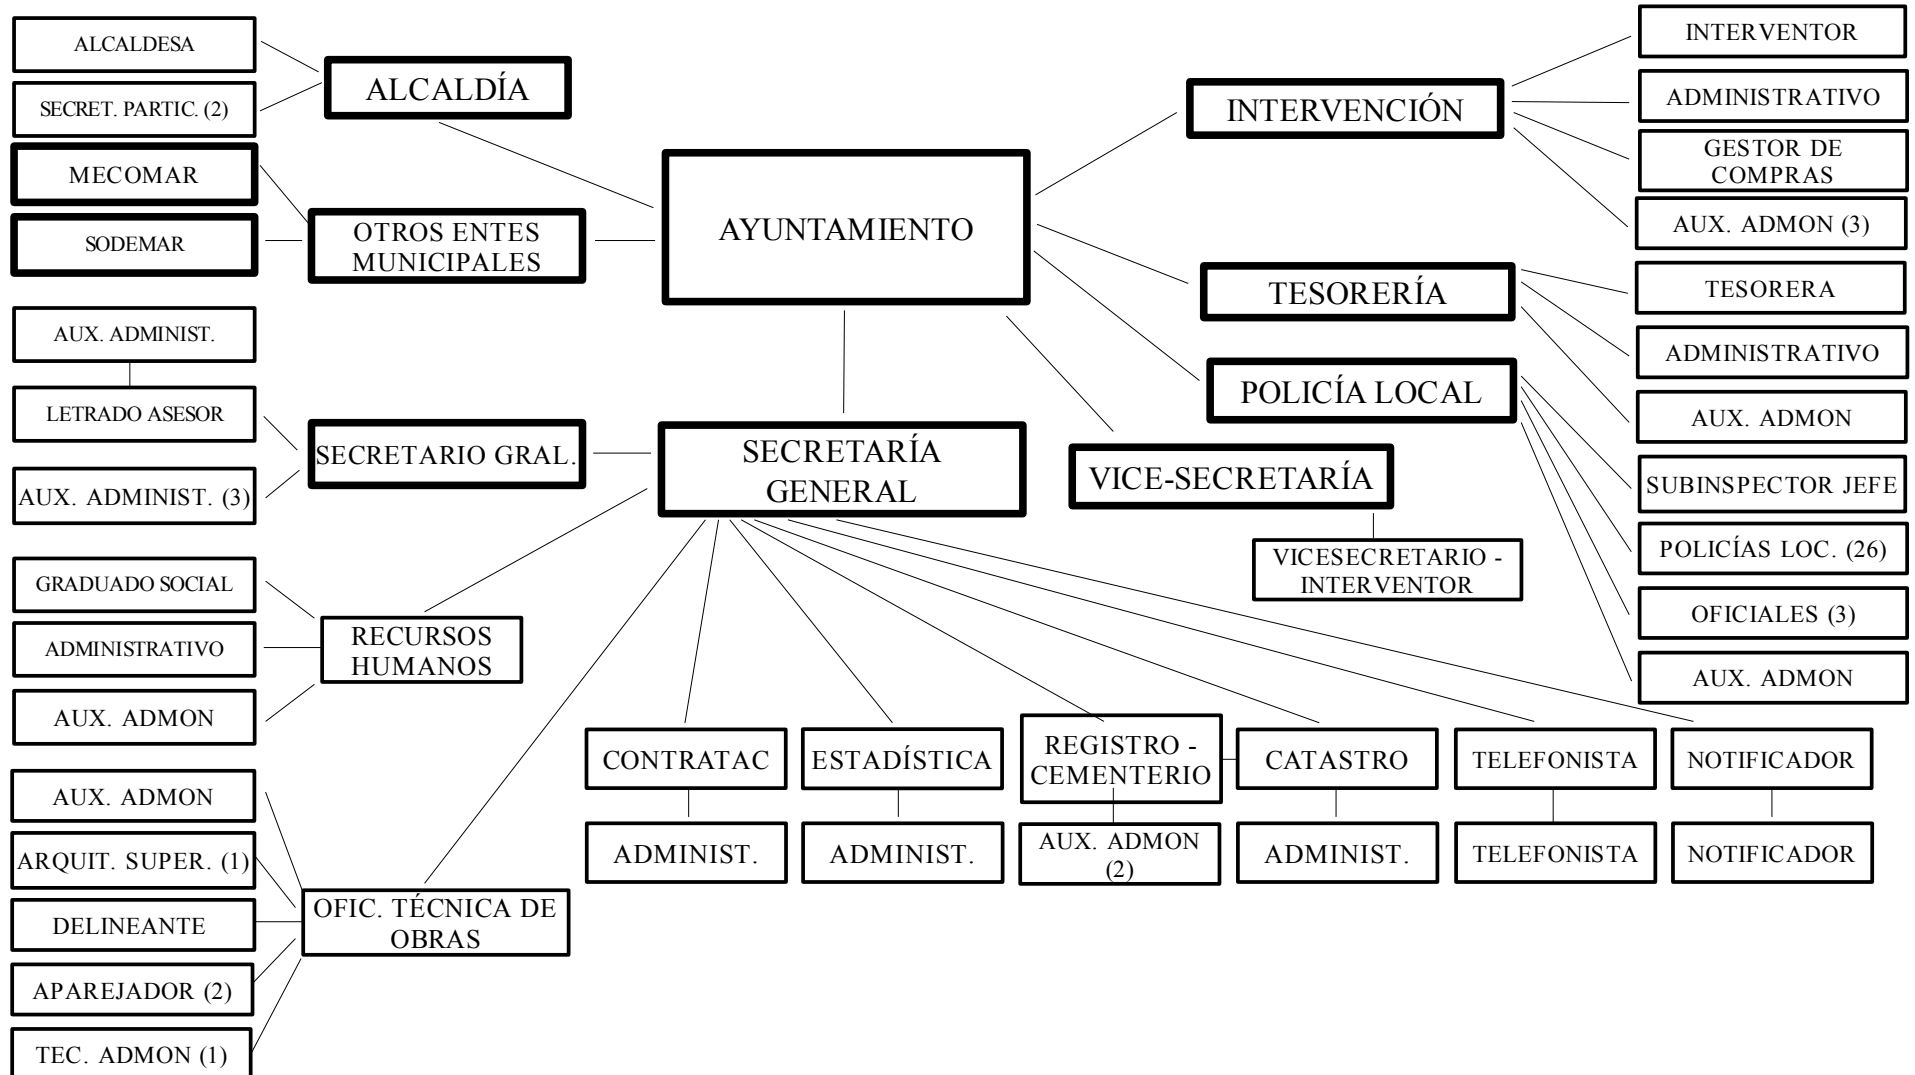 ALCALDESA
SECRET. PARTIC. (2)
ALCALDÍA
MECOMAR
SODEMAR
OTROS ENTES
MUNICIPALES
AYUNTAMIENTO
INTERVENCIÓN
INTERVENTOR
ADMINISTRATIVO
GESTOR DE
COMPRAS
AUX. ADMON (3)
TESORERÍA
TESORERA
ADMINISTRATIVO
AUX. ADMON
POLICÍA LOCAL
SUBINSPECTOR JEFE
POLICÍAS LOC. (26)
OFICIALES (3)
AUX. ADMON
VICE-SECRETARÍA
VICESECRETARIO -
INTERVENTOR
SECRETARÍA
GENERAL
SECRETARIO GRAL.
AUX. ADMINIST.
LETRADO ASESOR
AUX. ADMINIST. (3)
RECURSOS
HUMANOS
GRADUADO SOCIAL
ADMINISTRATIVO
AUX. ADMON
OFIC. TÉCNICA DE
OBRAS
AUX. ADMON
ARQUIT. SUPER. (1)
DELINEANTE
APAREJADOR (2)
TEC. ADMON (1)
CONTRATAC
ADMINIST.
ESTADÍSTICA
ADMINIST.
REGISTRO -
CEMENTERIO
AUX. ADMON
(2)
CATASTRO
ADMINIST.
TELEFONISTA
TELEFONISTA
NOTIFICADOR
NOTIFICADOR